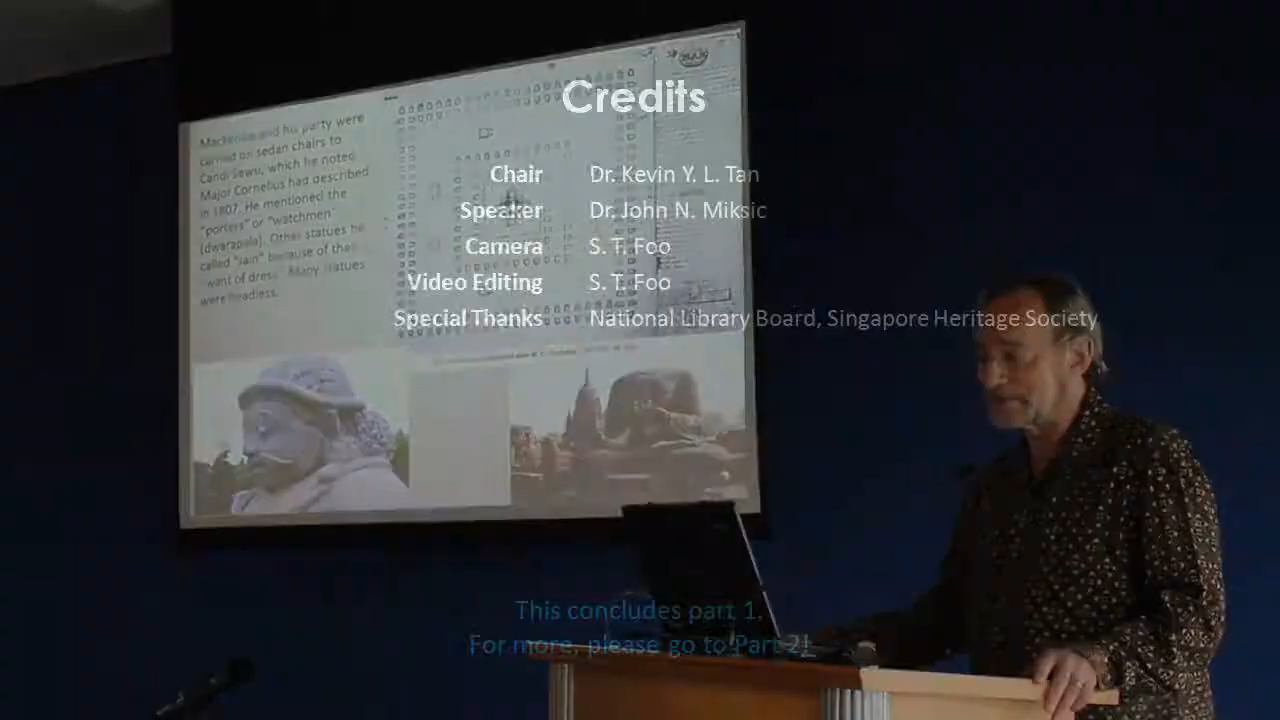 Credits
Chair Dr. Kevin Y. L. Tan
Speaker Dr. John N. Miksic
Camera S. T. Foo
Video Editing S. T. Foo
Special Thanks National Library Board, Singapore Heritage Society
Mackenzie and his party were
carried on sedan chairs to
Candi Sewu, which he noted
Major Cornelius had described
in 1807. He mentioned the
"porters" or "watchmen"
(dwarapala). Other statues he
called "Jain" because of the
want of dress. Many statues
were headless.
This concludes part 1.
For more, please go to Part 2!